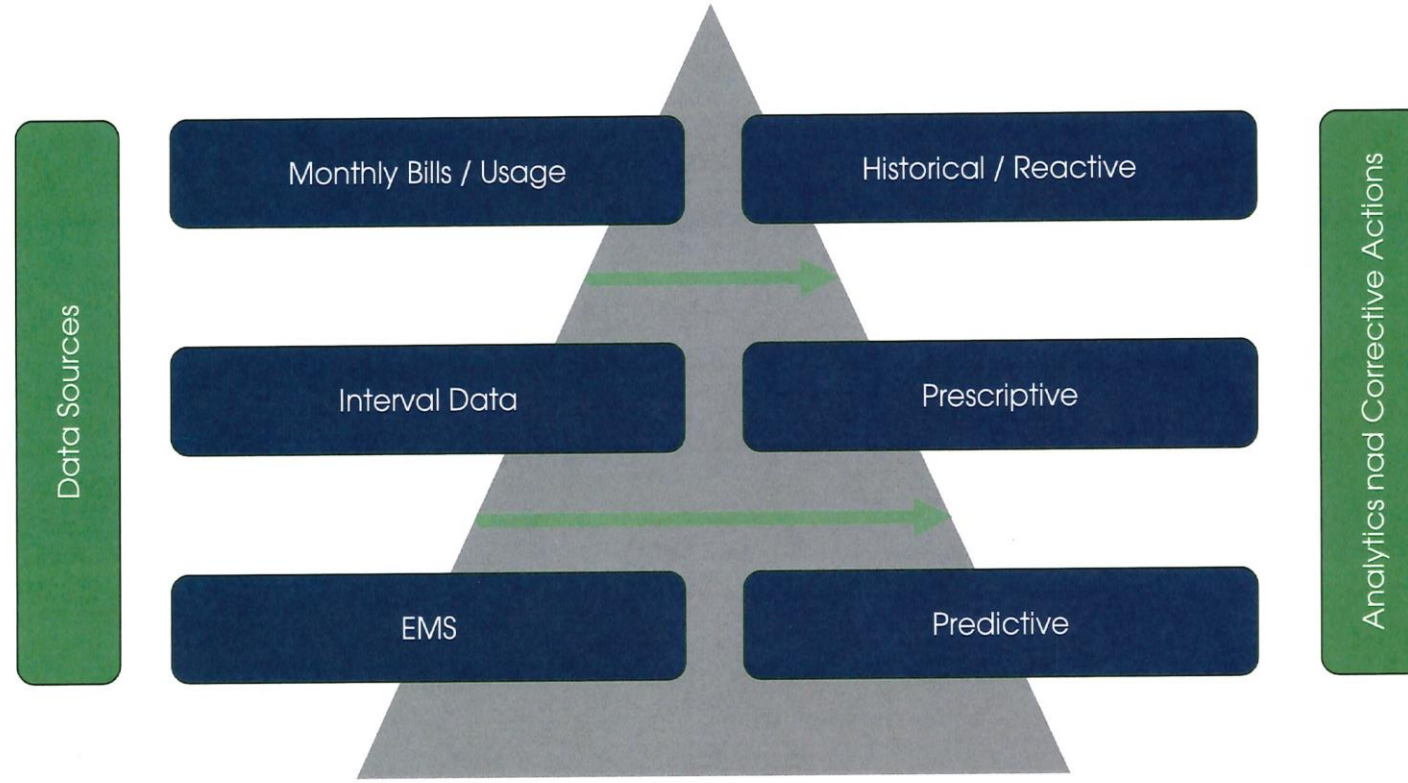 Data Sources
Monthly Bills / Usage
Historical / Reactive
Interval Data
Prescriptive
EMS
Predictive
Analytics nad Corrective Actions